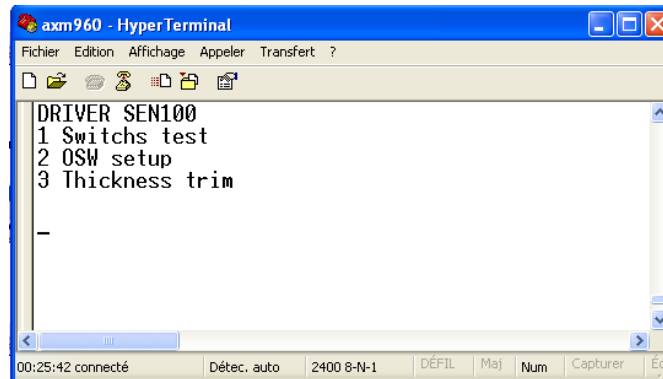 axm960 - HyperTerminal
Fichier Edition Affichage Appeler Transfert ?
DRIVER SEN100
1 Switchs test
2 OSW setup
3 Thickness trim
00:25:42 connecté Détec. auto 2400 8-N-1 DÉFIL Maj Num Capturer